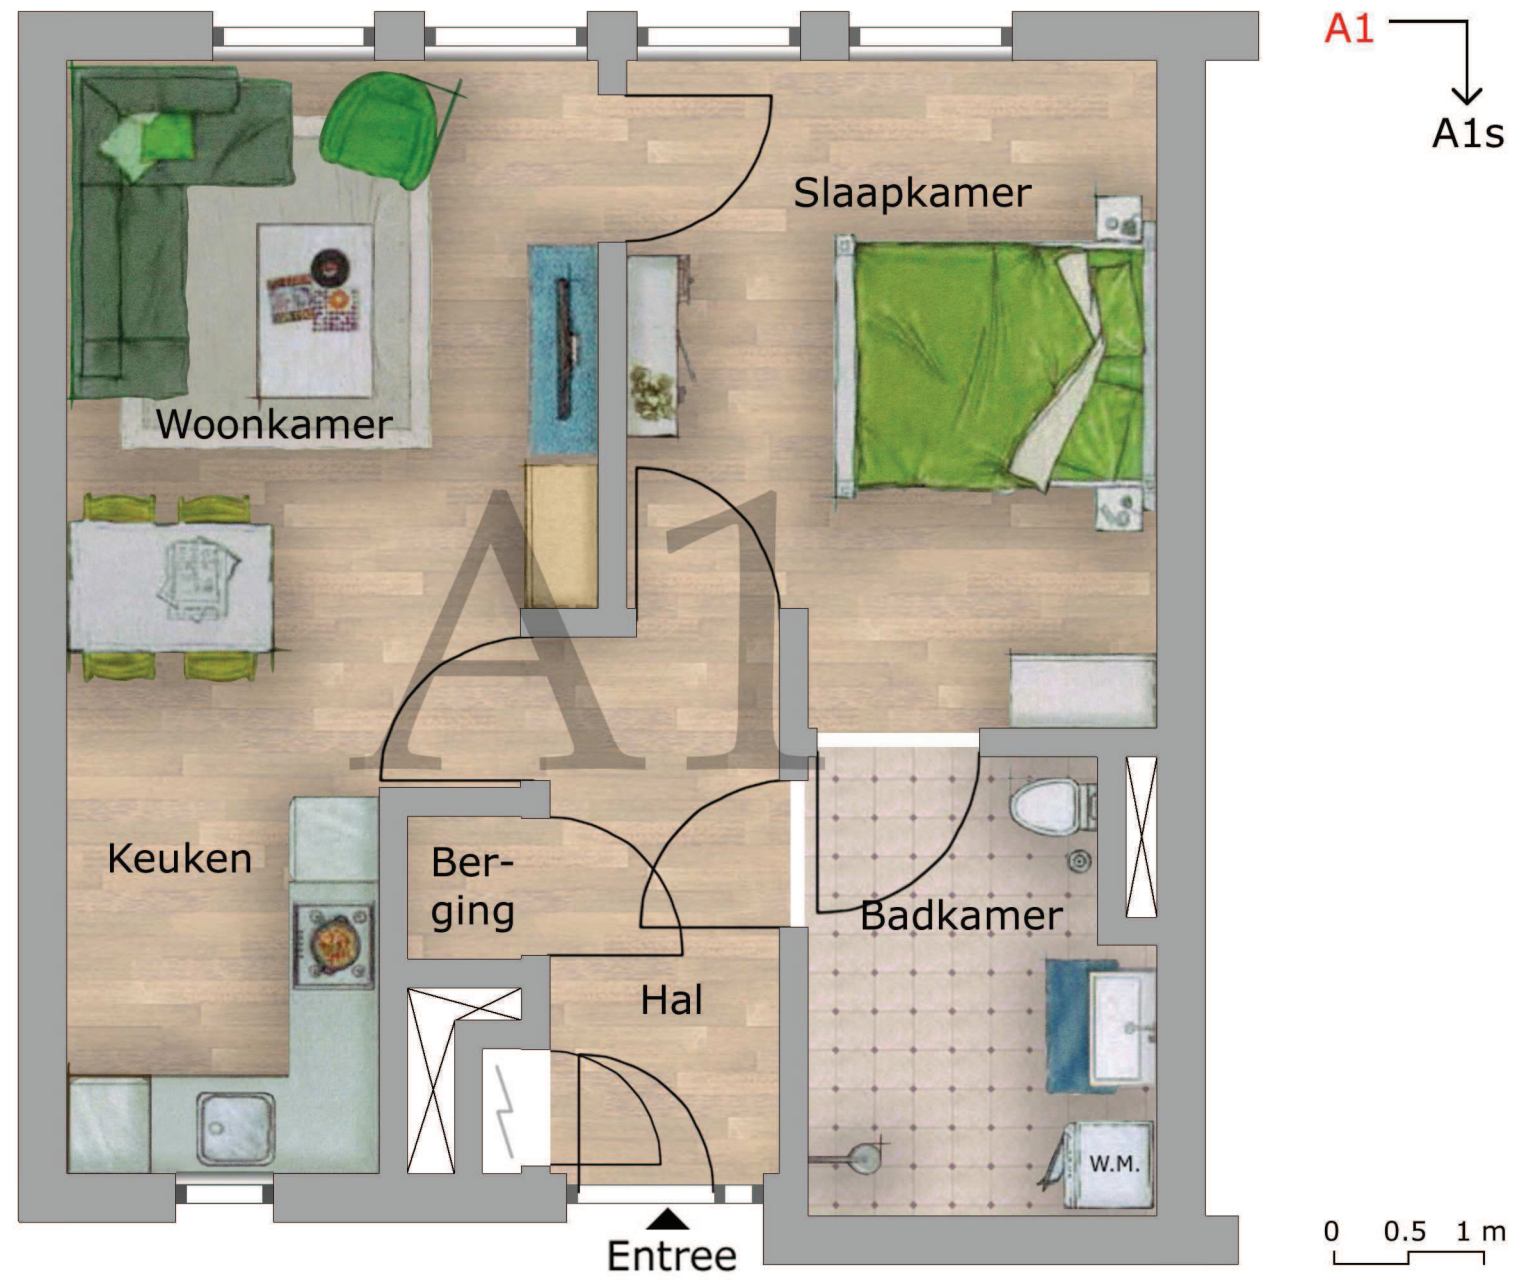 A1
A1s
Slaapkamer
Woonkamer
A1
Keuken
Ber-
ging
Badkamer
Hal
W.M.
Entree
0 0.5 1 m